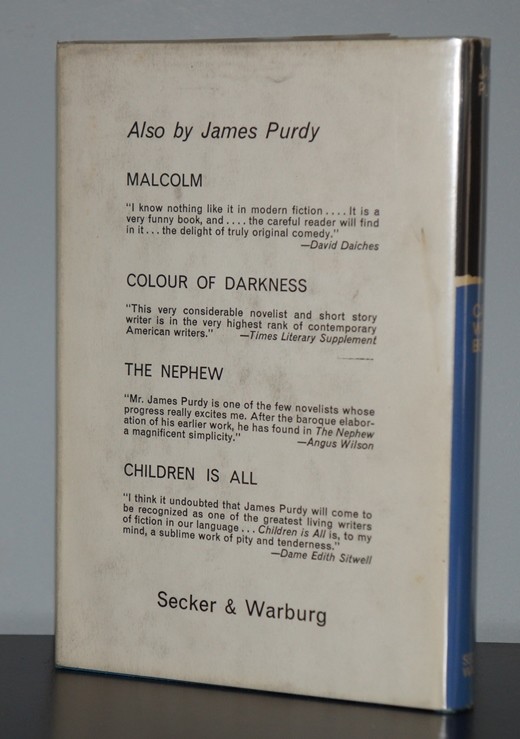 Also by James Purdy
MALCOLM
"I know nothing like it in modern fiction .... It is a
very funny book, and .... the careful reader will find
in it ... the delight of truly original comedy."
—David Daiches
COLOUR OF DARKNESS
"This very considerable novelist and short story
writer is in the very highest rank of contemporary
American writers." —Times Literary Supplement
THE NEPHEW
"Mr. James Purdy is one of the few novelists whose
progress really excites me. After the baroque elabor-
ation of his earlier work, he has found in The Nephew
a magnificent simplicity." —Angus Wilson
CHILDREN IS ALL
"I think it undoubted that James Purdy will come to
be recognized as one of the greatest living writers
of fiction in our language ... Children is All is, to my
mind, a sublime work of pity and tenderness."
—Dame Edith Sitwell
Secker & Warburg